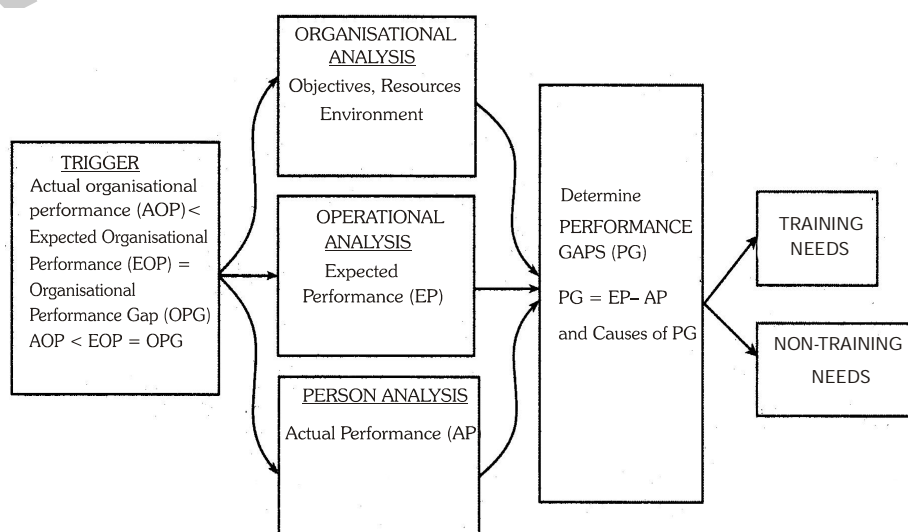 TRIGGER
Actual organisational
performance (AOP)<
Expected Organisational
Performance (EOP) =
Organisational
Performance Gap (OPG)
AOP < EOP = OPG
ORGANISATIONAL
ANALYSIS
Objectives, Resources
Environment
OPERATIONAL
ANALYSIS
Expected
Performance (EP)
PERSON ANALYSIS
Actual Performance (AP
Determine
PERFORMANCE
GAPS (PG)
PG = EP– AP
and Causes of PG
TRAINING
NEEDS
NON-TRAINING
NEEDS